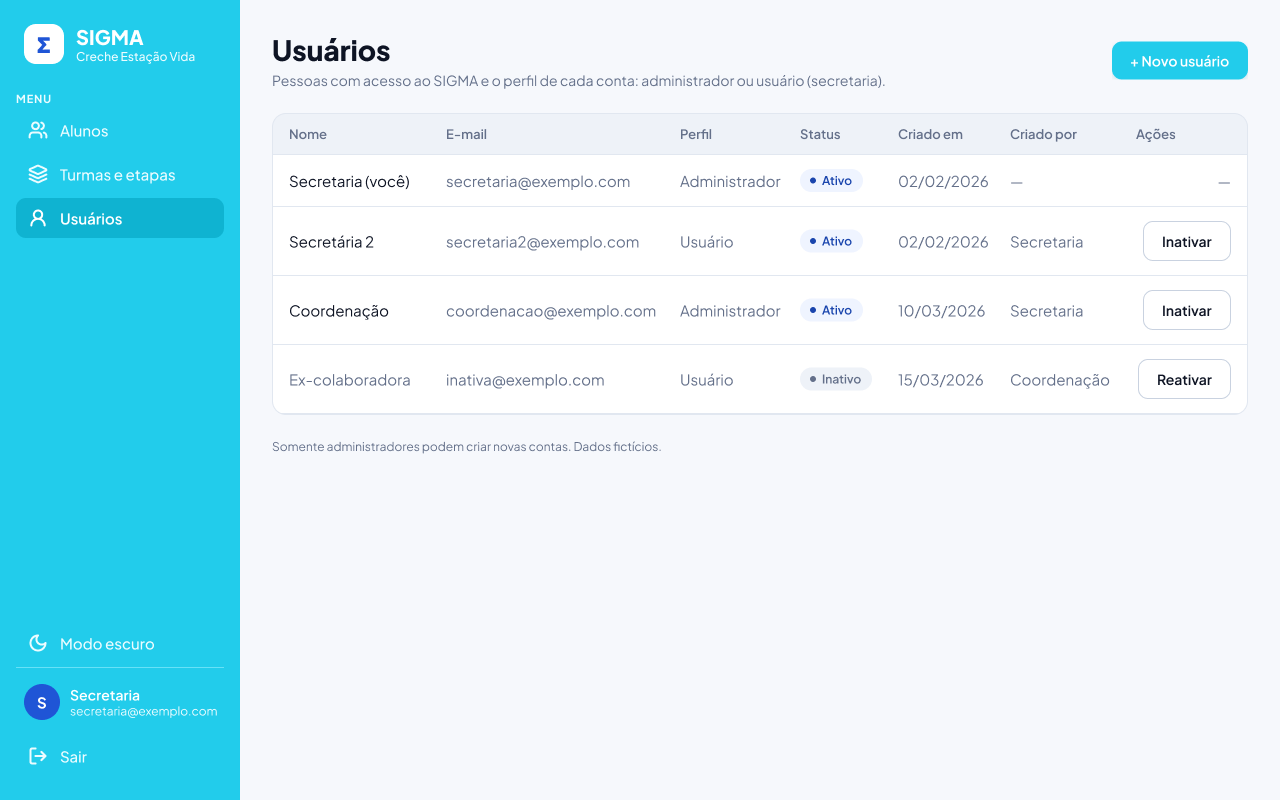 Σ
SIGMA
Creche Estação Vida
MENU
Alunos
Turmas e etapas
Usuários
Modo escuro
S
Secretaria
secretaria@exemplo.com
Sair
Usuários
Pessoas com acesso ao SIGMA e o perfil de cada conta: administrador ou usuário (secretaria).
+ Novo usuário
Nome E-mail Perfil Status Criado em Criado por Ações
Secretaria (você) secretaria@exemplo.com Administrador Ativo 02/02/2026 — —
Secretária 2 secretaria2@exemplo.com Usuário Ativo 02/02/2026 Secretaria Inativar
Coordenação coordenacao@exemplo.com Administrador Ativo 10/03/2026 Secretaria Inativar
Ex-colaboradora inativa@exemplo.com Usuário Inativo 15/03/2026 Coordenação Reativar
Somente administradores podem criar novas contas. Dados fictícios.